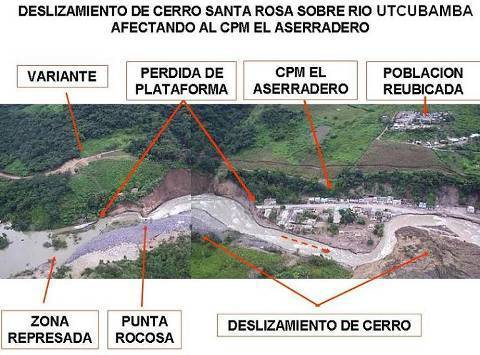 DESLIZAMIENTO DE CERRO SANTA ROSA SOBRE RIO UTCUBAMBA
AFECTANDO AL CPM EL ASERRADERO
VARIANTE
PERDIDA DE
PLATAFORMA
CPM EL
ASERRADERO
POBLACION
REUBICADA
ZONA
REPRESADA
PUNTA
ROCOSA
DESLIZAMIENTO DE CERRO